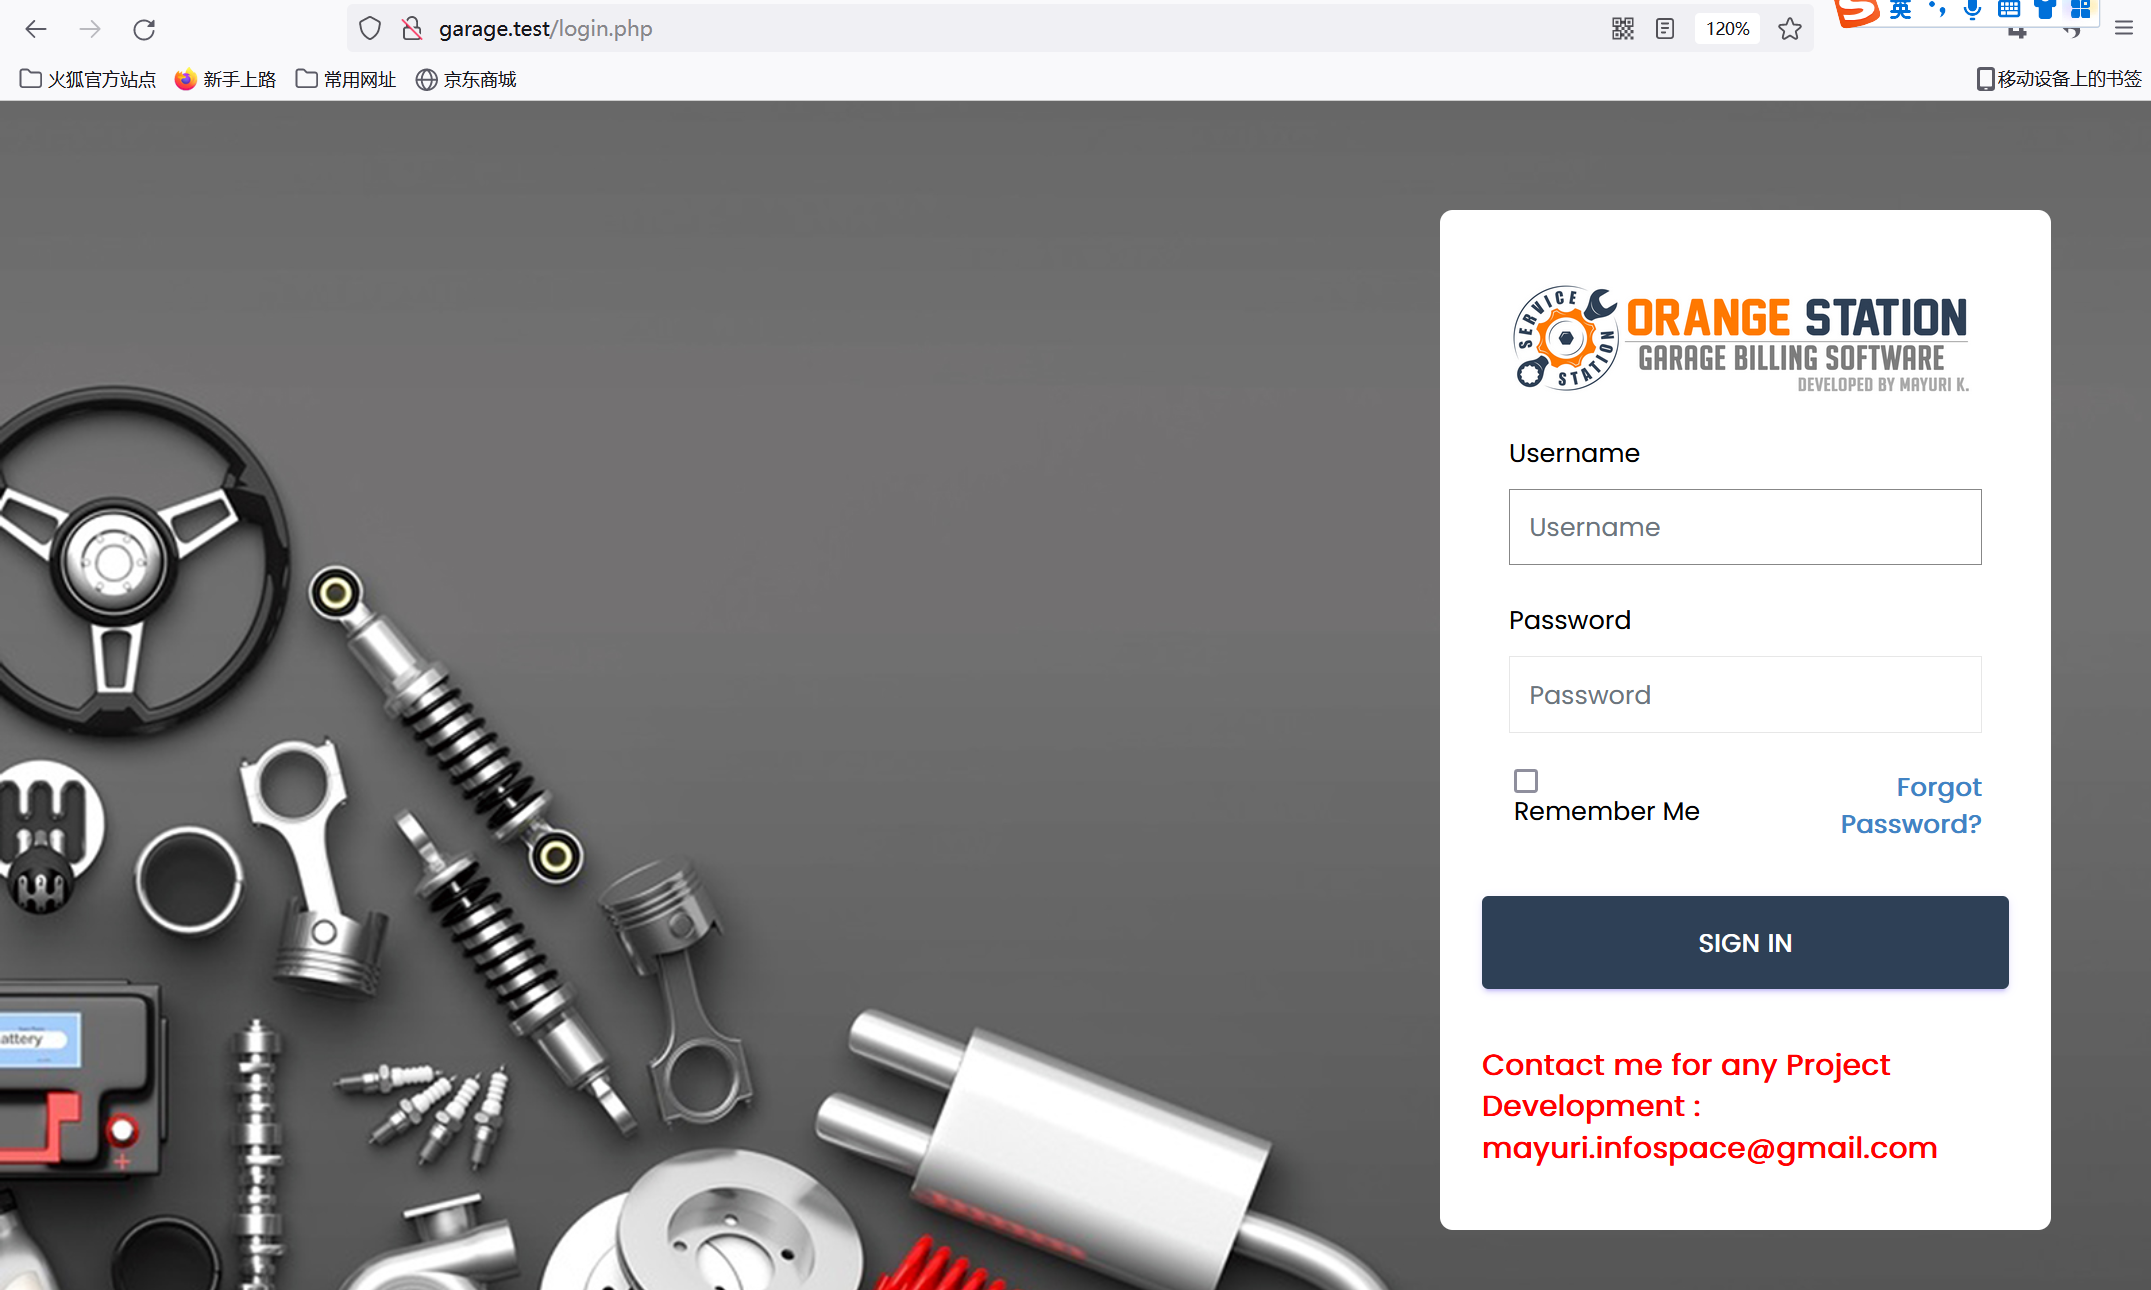 garage.test/login.php
120%
英
火狐官方站点
新手上路
常用网址
京东商城
移动设备上的书签
SERVICE STATION
ORANGE STATION
GARAGE BILLING SOFTWARE
DEVELOPED BY MAYURI K.
Username
Username
Password
Password
Remember Me
Forgot
Password?
SIGN IN
Contact me for any Project
Development :
mayuri.infospace@gmail.com
attery